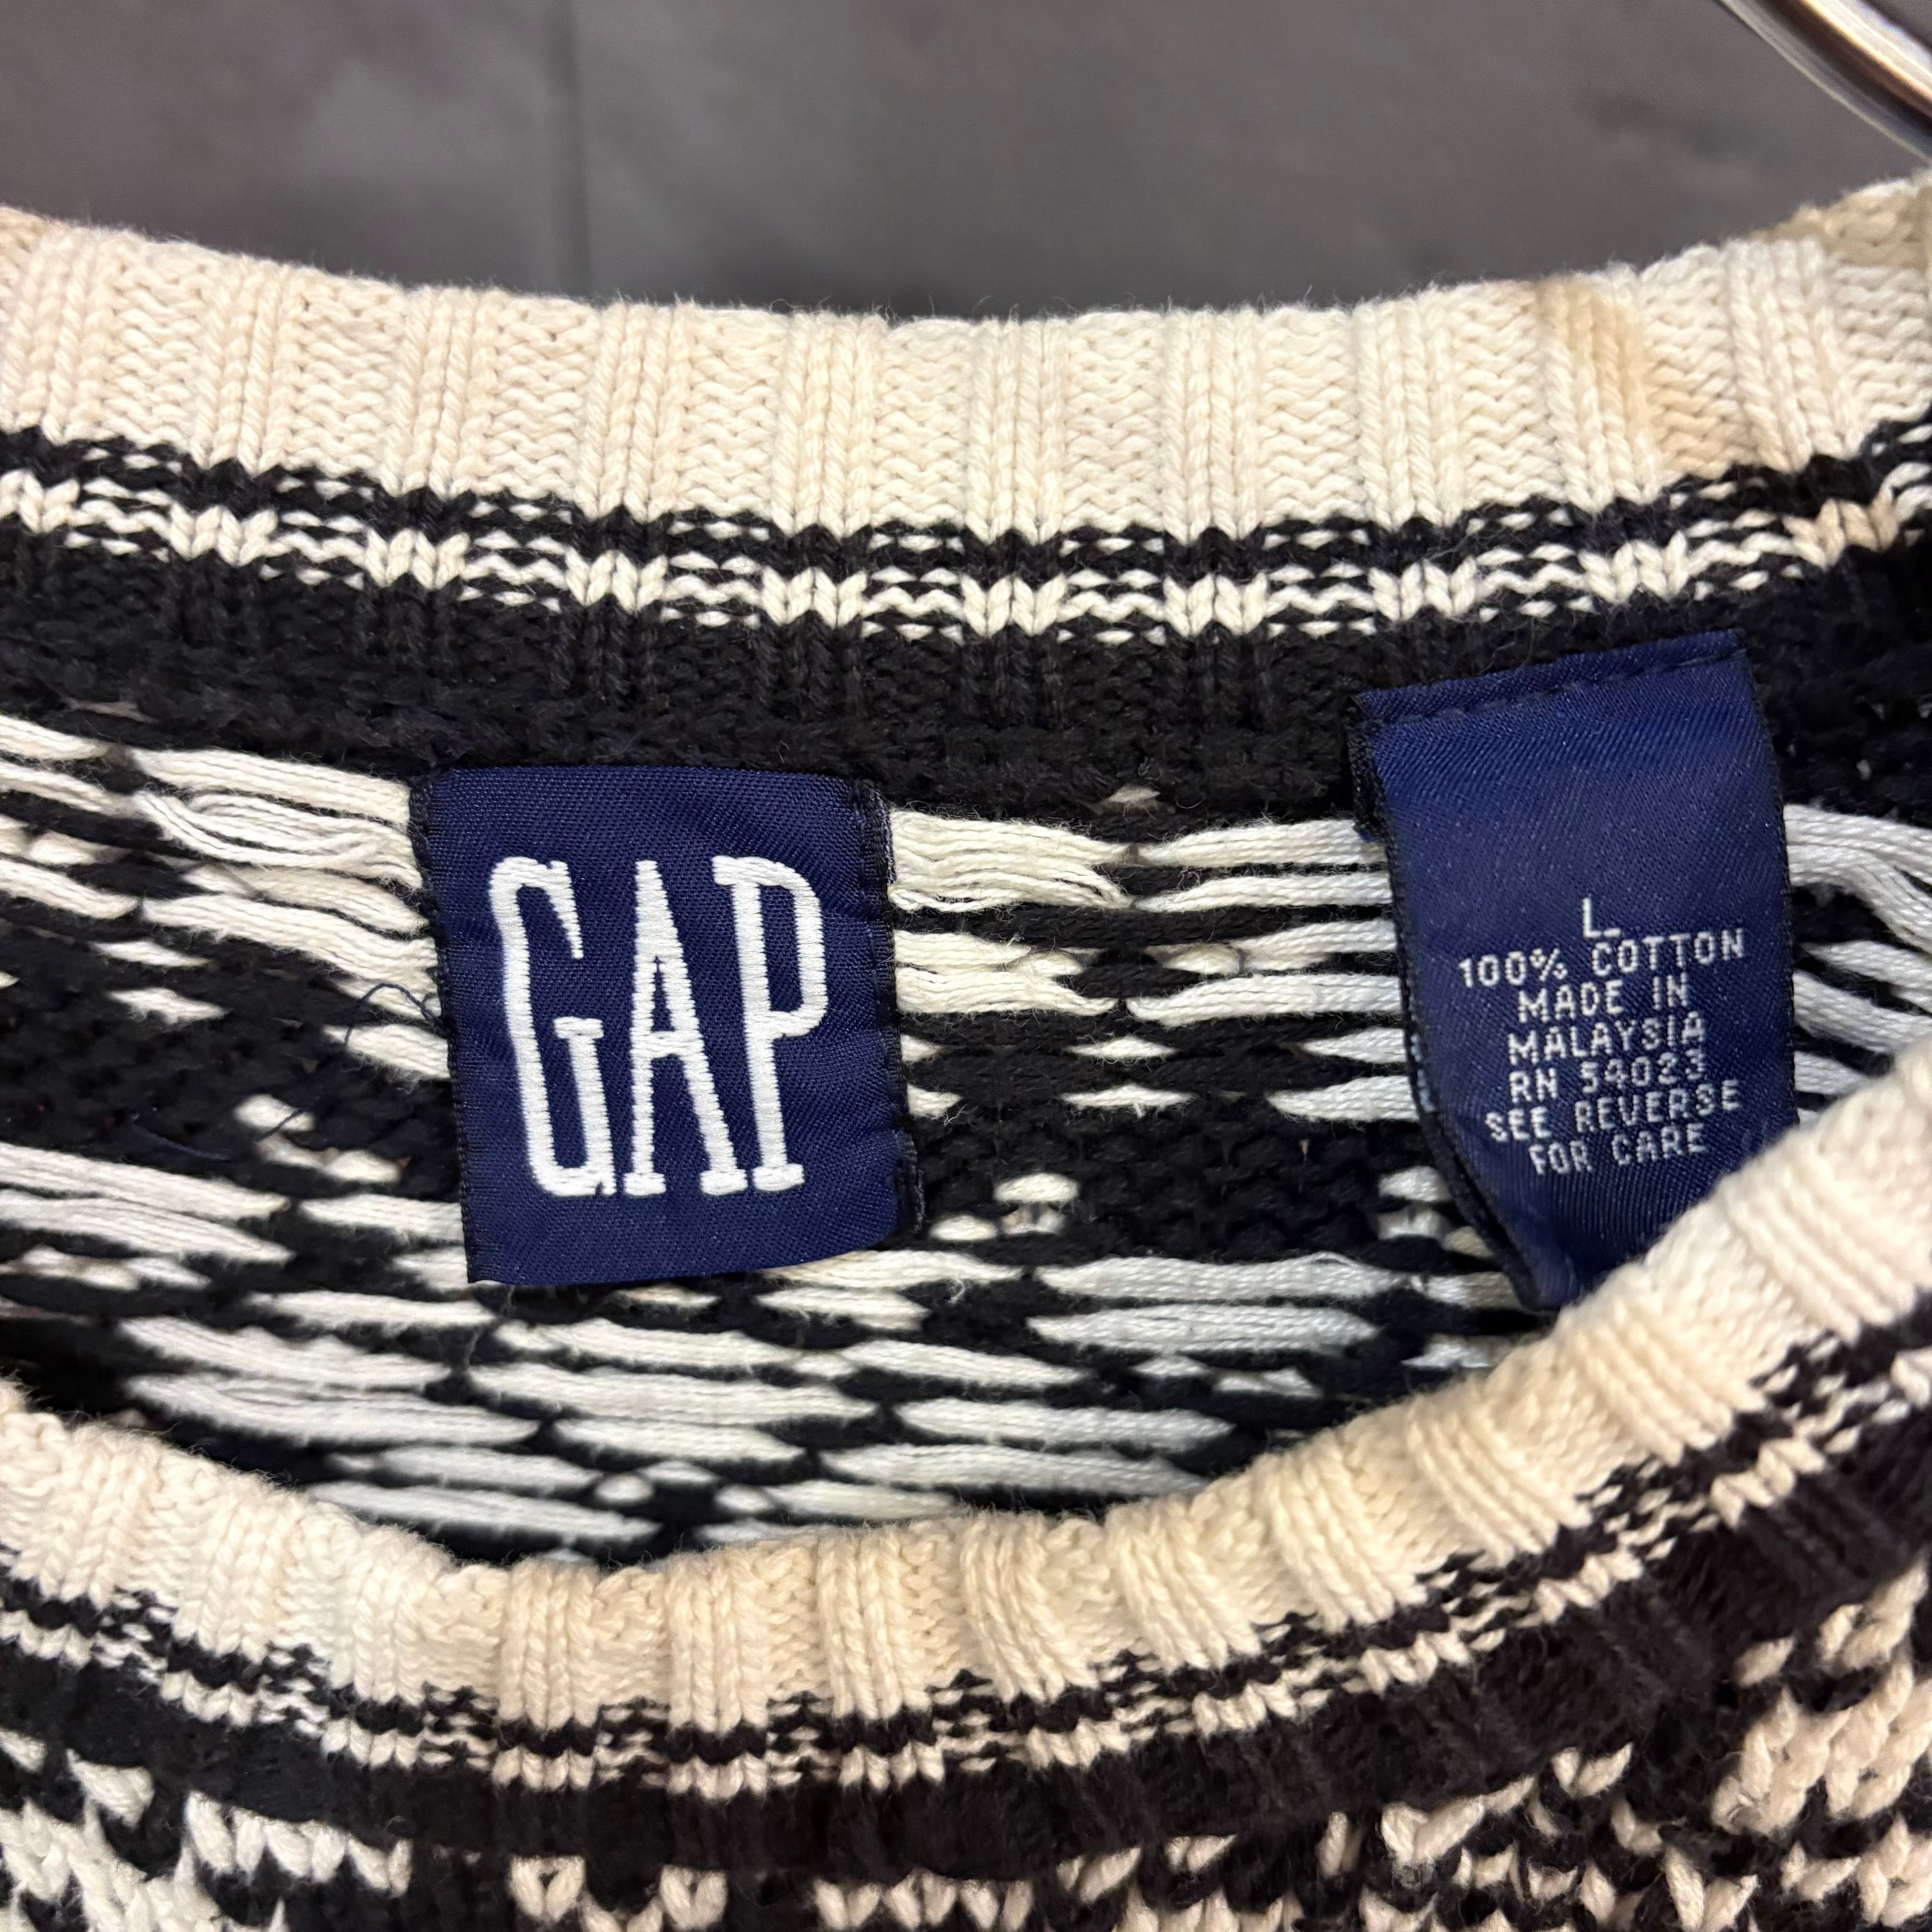 GAP
L
100% COTTON
MADE IN
MALAYSIA
RN 54023
SEE REVERSE
FOR CARE